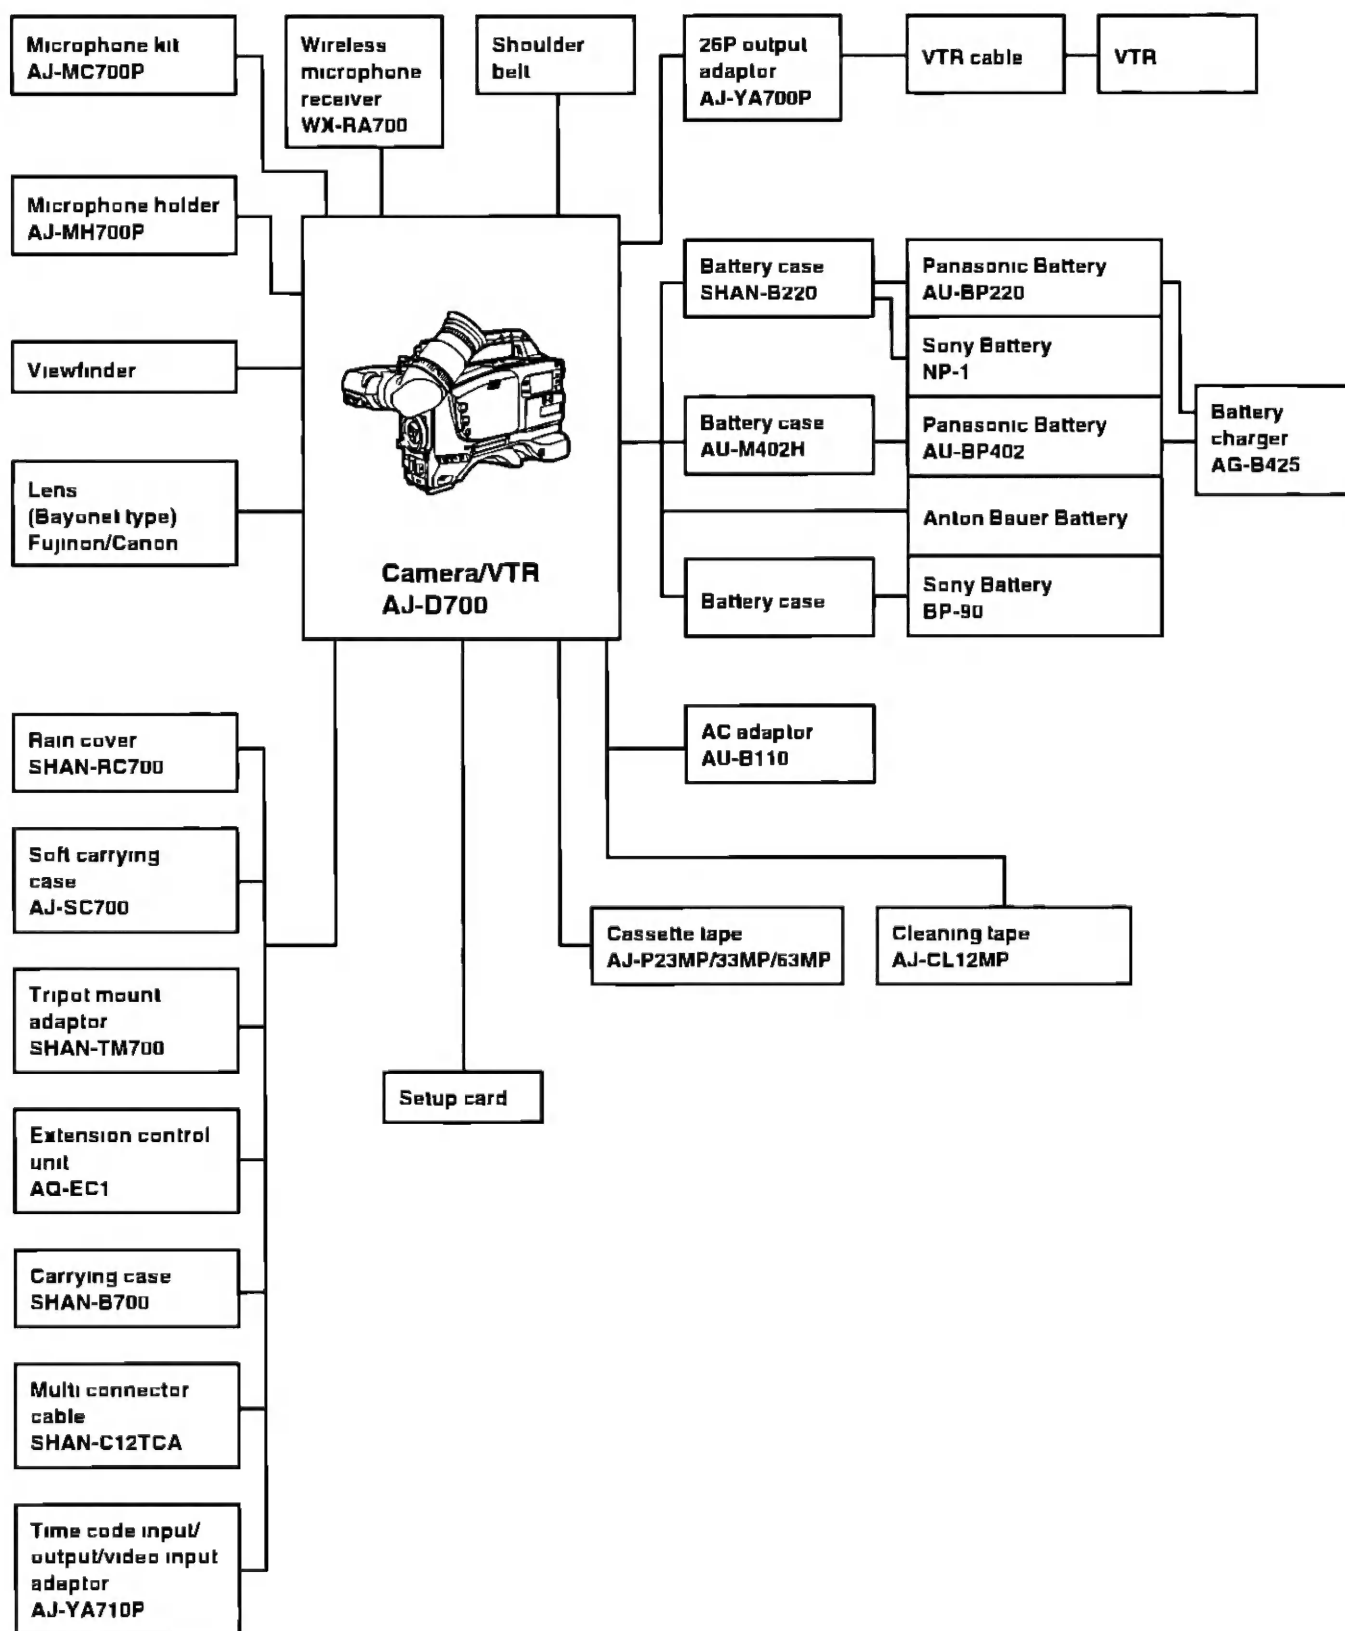 Microphone kit
AJ-MC700P
Wireless
microphone
receiver
WX-RA700
Shoulder
belt
26P output
adaptor
AJ-YA700P
VTR cable
VTR
Microphone holder
AJ-MH700P
Viewfinder
Lens
(Bayonet type)
Fujinon/Canon
Camera/VTR
AJ-D700
Battery case
SHAN-B220
Panasonic Battery
AU-BP220
Sony Battery
NP-1
Battery case
AU-M402H
Panasonic Battery
AU-BP402
Battery
charger
AG-B425
Anton Bauer Battery
Battery case
Sony Battery
BP-90
Rain cover
SHAN-RC700
AC adaptor
AU-B110
Soft carrying
case
AJ-SC700
Cassette tape
AJ-P23MP/33MP/63MP
Cleaning tape
AJ-CL12MP
Tripot mount
adaptor
SHAN-TM700
Setup card
Extension control
unit
AQ-EC1
Carrying case
SHAN-B700
Multi connector
cable
SHAN-C12TCA
Time code input/
output/video input
adaptor
AJ-YA710P